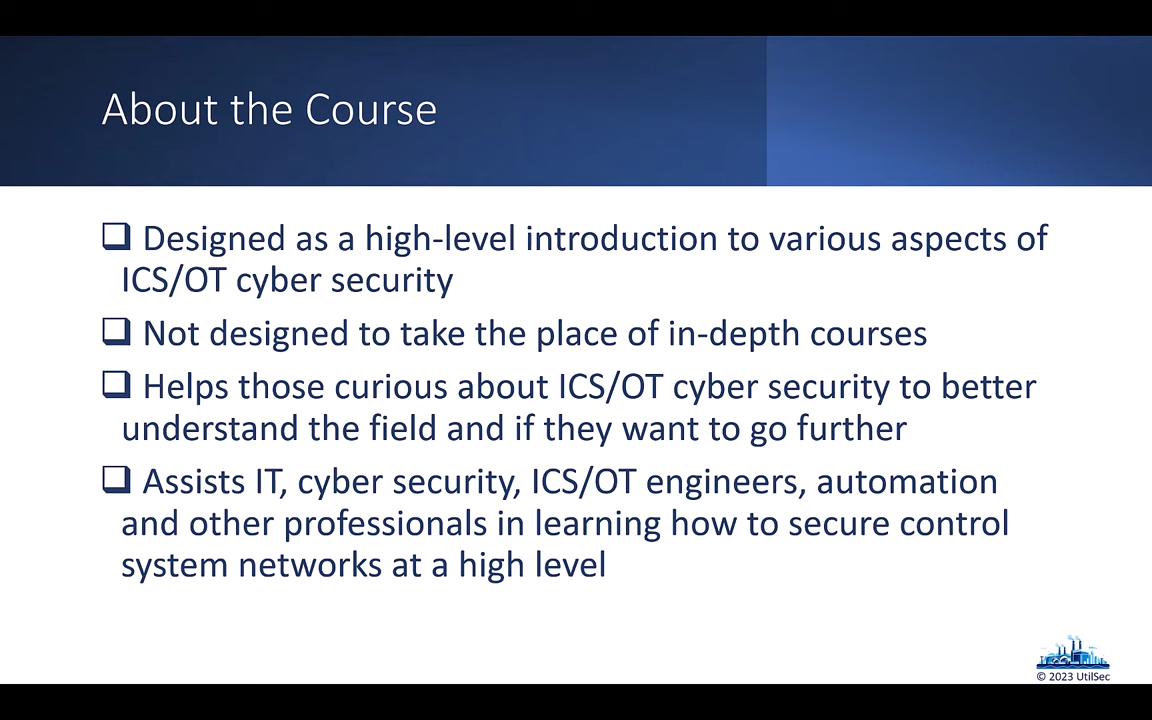 About the Course
❑ Designed as a high-level introduction to various aspects of
ICS/OT cyber security
❑ Not designed to take the place of in-depth courses
❑ Helps those curious about ICS/OT cyber security to better
understand the field and if they want to go further
❑ Assists IT, cyber security, ICS/OT engineers, automation
and other professionals in learning how to secure control
system networks at a high level
© 2023 UtilSec